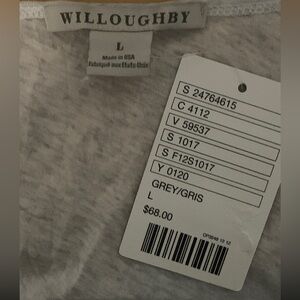 WILLOUGHBY
L
Made in USA
Fabriqué aux États-Unis
S 24764615
C 4112
V 59537
S 1017
S F12S1017
Y 0120
GREY/GRIS
L
$68.00